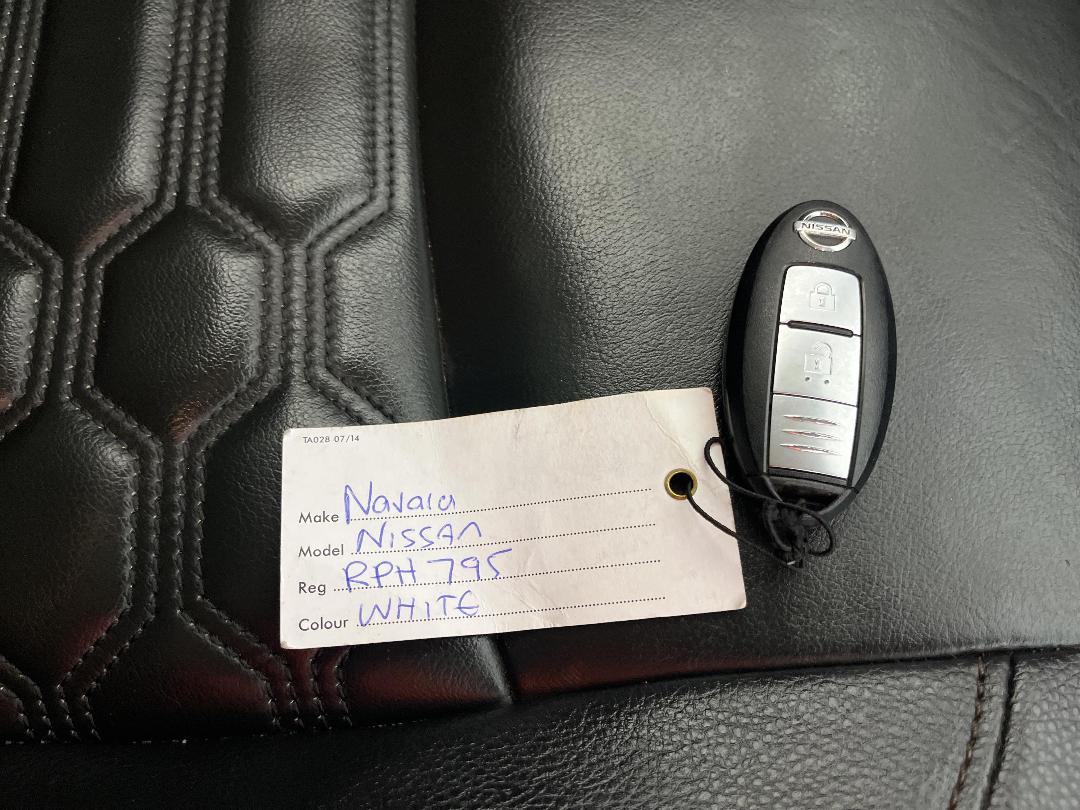 NISSAN
TA028 07/14
Make Navara
Model NISSAN
Reg RPH 795
Colour WHITE